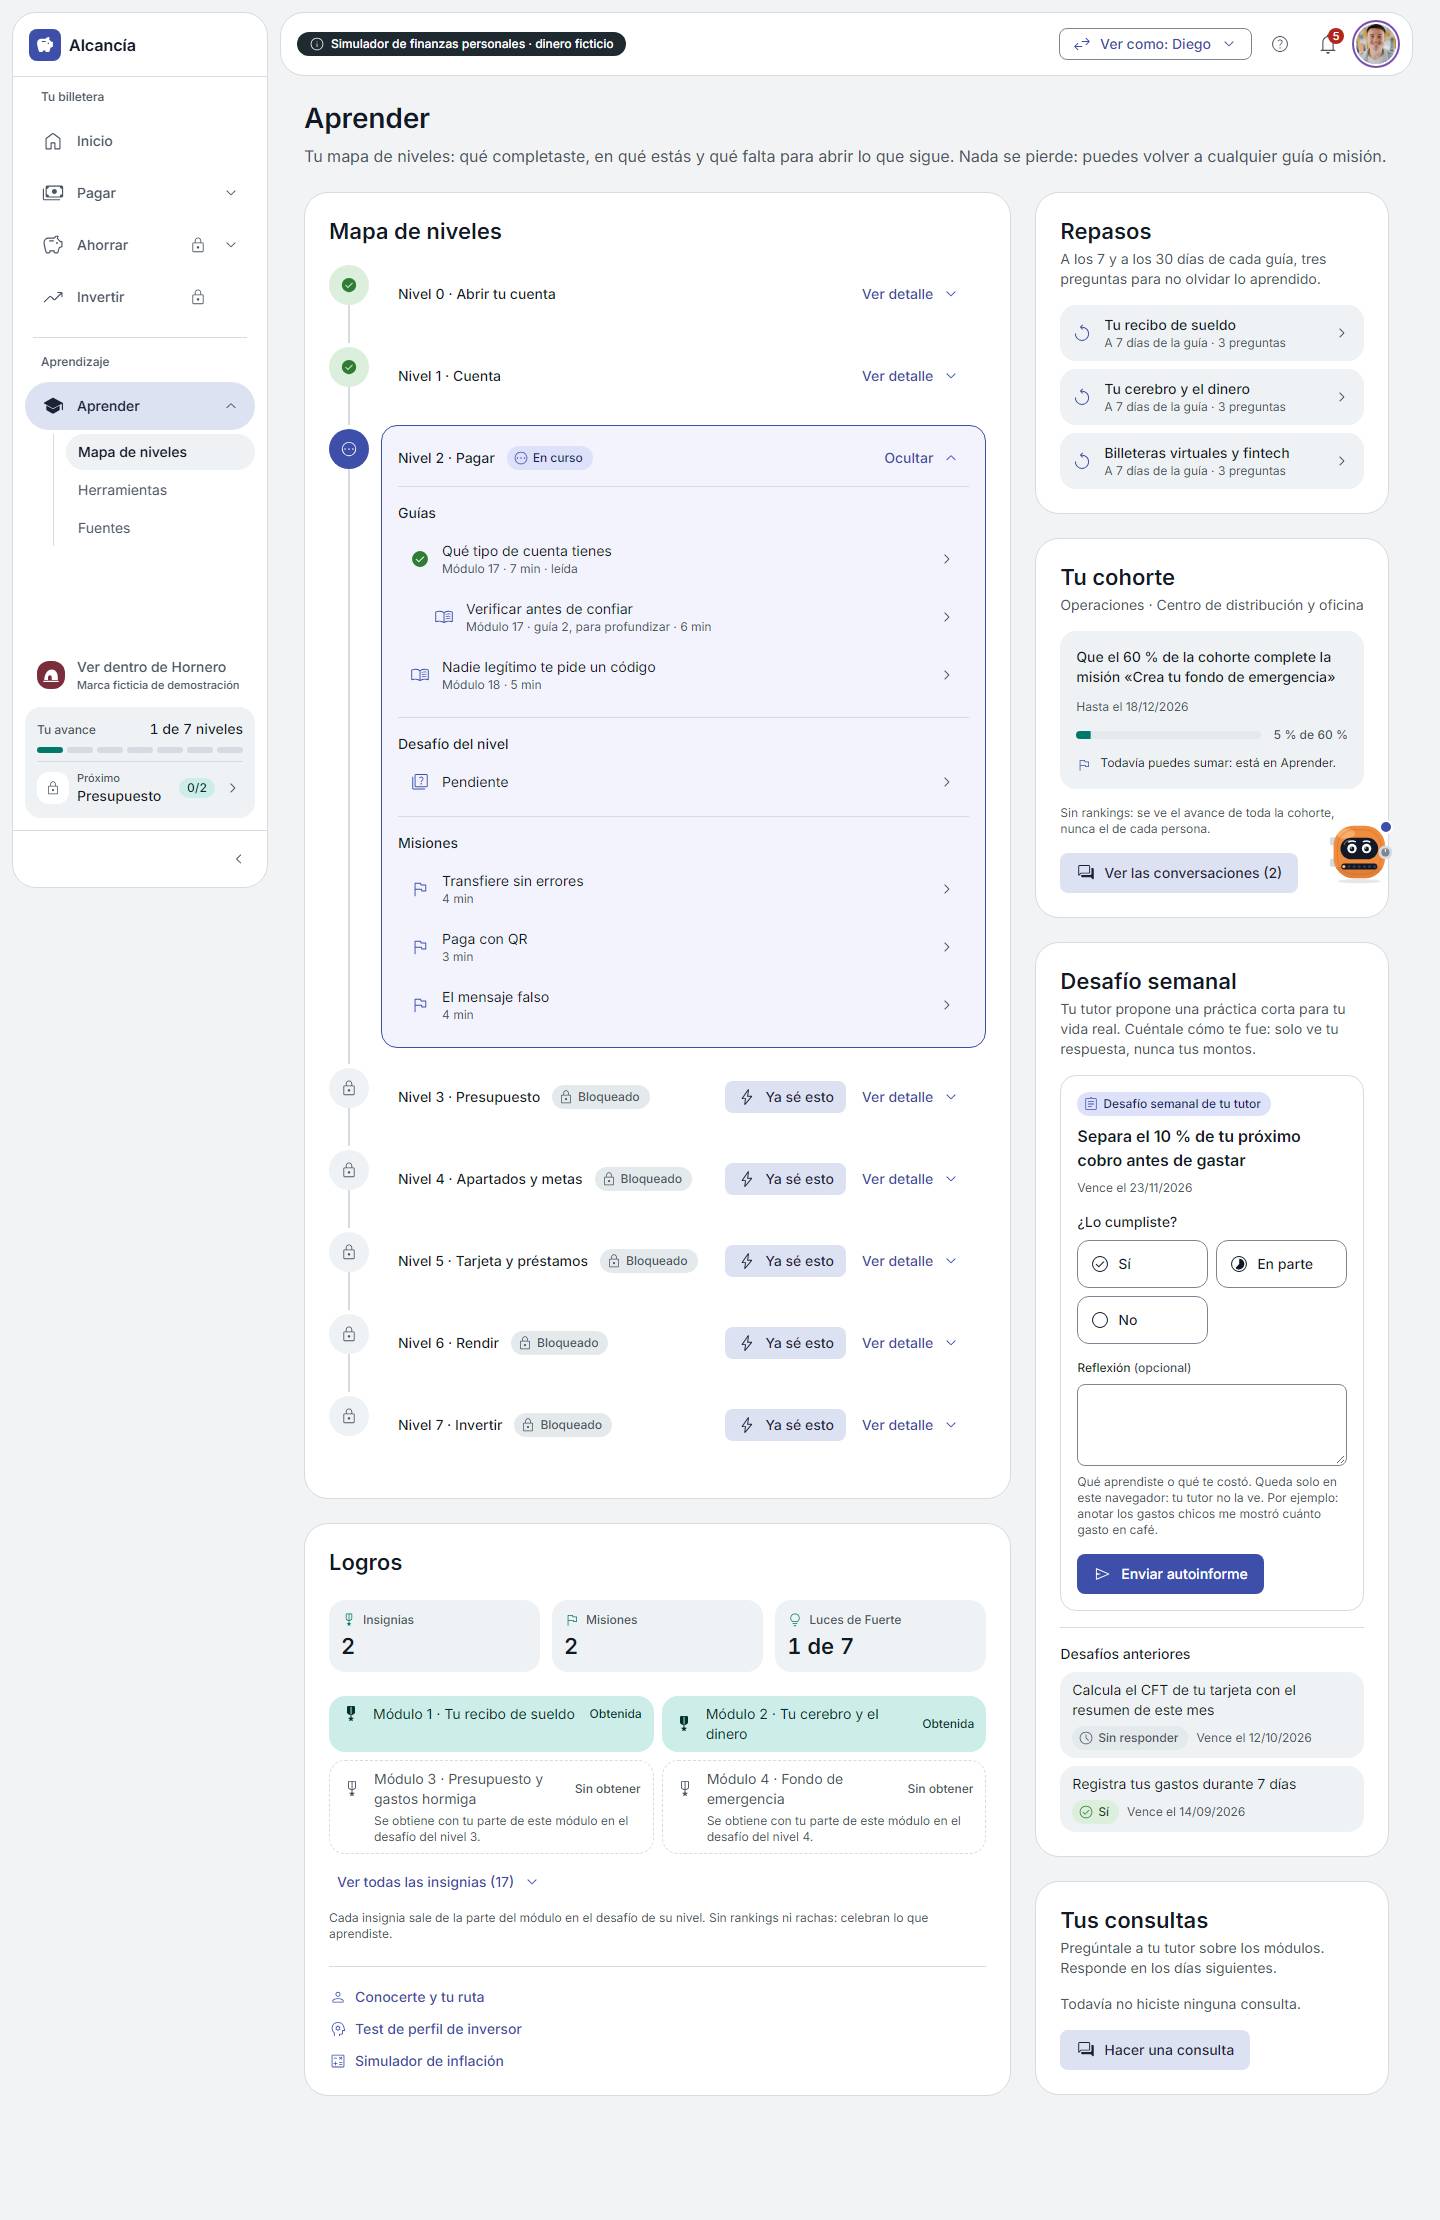 Alcancía
Tu billetera
Inicio
Pagar
Ahorrar
Invertir
Aprendizaje
Aprender
Mapa de niveles
Herramientas
Fuentes
Ver dentro de Hornero
Marca ficticia de demostración
Tu avance
1 de 7 niveles
Próximo
Presupuesto
0/2
Simulador de finanzas personales · dinero ficticio
Ver como: Diego
5
Aprender
Tu mapa de niveles: qué completaste, en qué estás y qué falta para abrir lo que sigue. Nada se pierde: puedes volver a cualquier guía o misión.
Mapa de niveles
Nivel 0 · Abrir tu cuenta
Ver detalle
Nivel 1 · Cuenta
Ver detalle
Nivel 2 · Pagar
En curso
Ocultar
Guías
Qué tipo de cuenta tienes
Módulo 17 · 7 min · leída
Verificar antes de confiar
Módulo 17 · guía 2, para profundizar · 6 min
Nadie legítimo te pide un código
Módulo 18 · 5 min
Desafío del nivel
Pendiente
Misiones
Transfiere sin errores
4 min
Paga con QR
3 min
El mensaje falso
4 min
Nivel 3 · Presupuesto
Bloqueado
Ya sé esto
Ver detalle
Nivel 4 · Apartados y metas
Bloqueado
Ya sé esto
Ver detalle
Nivel 5 · Tarjeta y préstamos
Bloqueado
Ya sé esto
Ver detalle
Nivel 6 · Rendir
Bloqueado
Ya sé esto
Ver detalle
Nivel 7 · Invertir
Bloqueado
Ya sé esto
Ver detalle
Logros
Insignias
2
Misiones
2
Luces de Fuerte
1 de 7
Módulo 1 · Tu recibo de sueldo
Obtenida
Módulo 2 · Tu cerebro y el
dinero
Obtenida
Módulo 3 · Presupuesto y
gastos hormiga
Sin obtener
Se obtiene con tu parte de este módulo en el
desafío del nivel 3.
Módulo 4 · Fondo de
emergencia
Sin obtener
Se obtiene con tu parte de este módulo en el
desafío del nivel 4.
Ver todas las insignias (17)
Cada insignia sale de la parte del módulo en el desafío de su nivel. Sin rankings ni rachas: celebran lo que
aprendiste.
Conocerte y tu ruta
Test de perfil de inversor
Simulador de inflación
Repasos
A los 7 y a los 30 días de cada guía, tres
preguntas para no olvidar lo aprendido.
Tu recibo de sueldo
A 7 días de la guía · 3 preguntas
Tu cerebro y el dinero
A 7 días de la guía · 3 preguntas
Billeteras virtuales y fintech
A 7 días de la guía · 3 preguntas
Tu cohorte
Operaciones · Centro de distribución y oficina
Que el 60 % de la cohorte complete la
misión «Crea tu fondo de emergencia»
Hasta el 18/12/2026
5 % de 60 %
Todavía puedes sumar: está en Aprender.
Sin rankings: se ve el avance de toda la cohorte,
nunca el de cada persona.
Ver las conversaciones (2)
Desafío semanal
Tu tutor propone una práctica corta para tu
vida real. Cuéntale cómo te fue: solo ve tu
respuesta, nunca tus montos.
Desafío semanal de tu tutor
Separa el 10 % de tu próximo
cobro antes de gastar
Vence el 23/11/2026
¿Lo cumpliste?
Sí
En parte
No
Reflexión (opcional)
Qué aprendiste o qué te costó. Queda solo en
este navegador: tu tutor no la ve. Por ejemplo:
anotar los gastos chicos me mostró cuánto
gasto en café.
Enviar autoinforme
Desafíos anteriores
Calcula el CFT de tu tarjeta con el
resumen de este mes
Sin responder
Vence el 12/10/2026
Registra tus gastos durante 7 días
Sí
Vence el 14/09/2026
Tus consultas
Pregúntale a tu tutor sobre los módulos.
Responde en los días siguientes.
Todavía no hiciste ninguna consulta.
Hacer una consulta